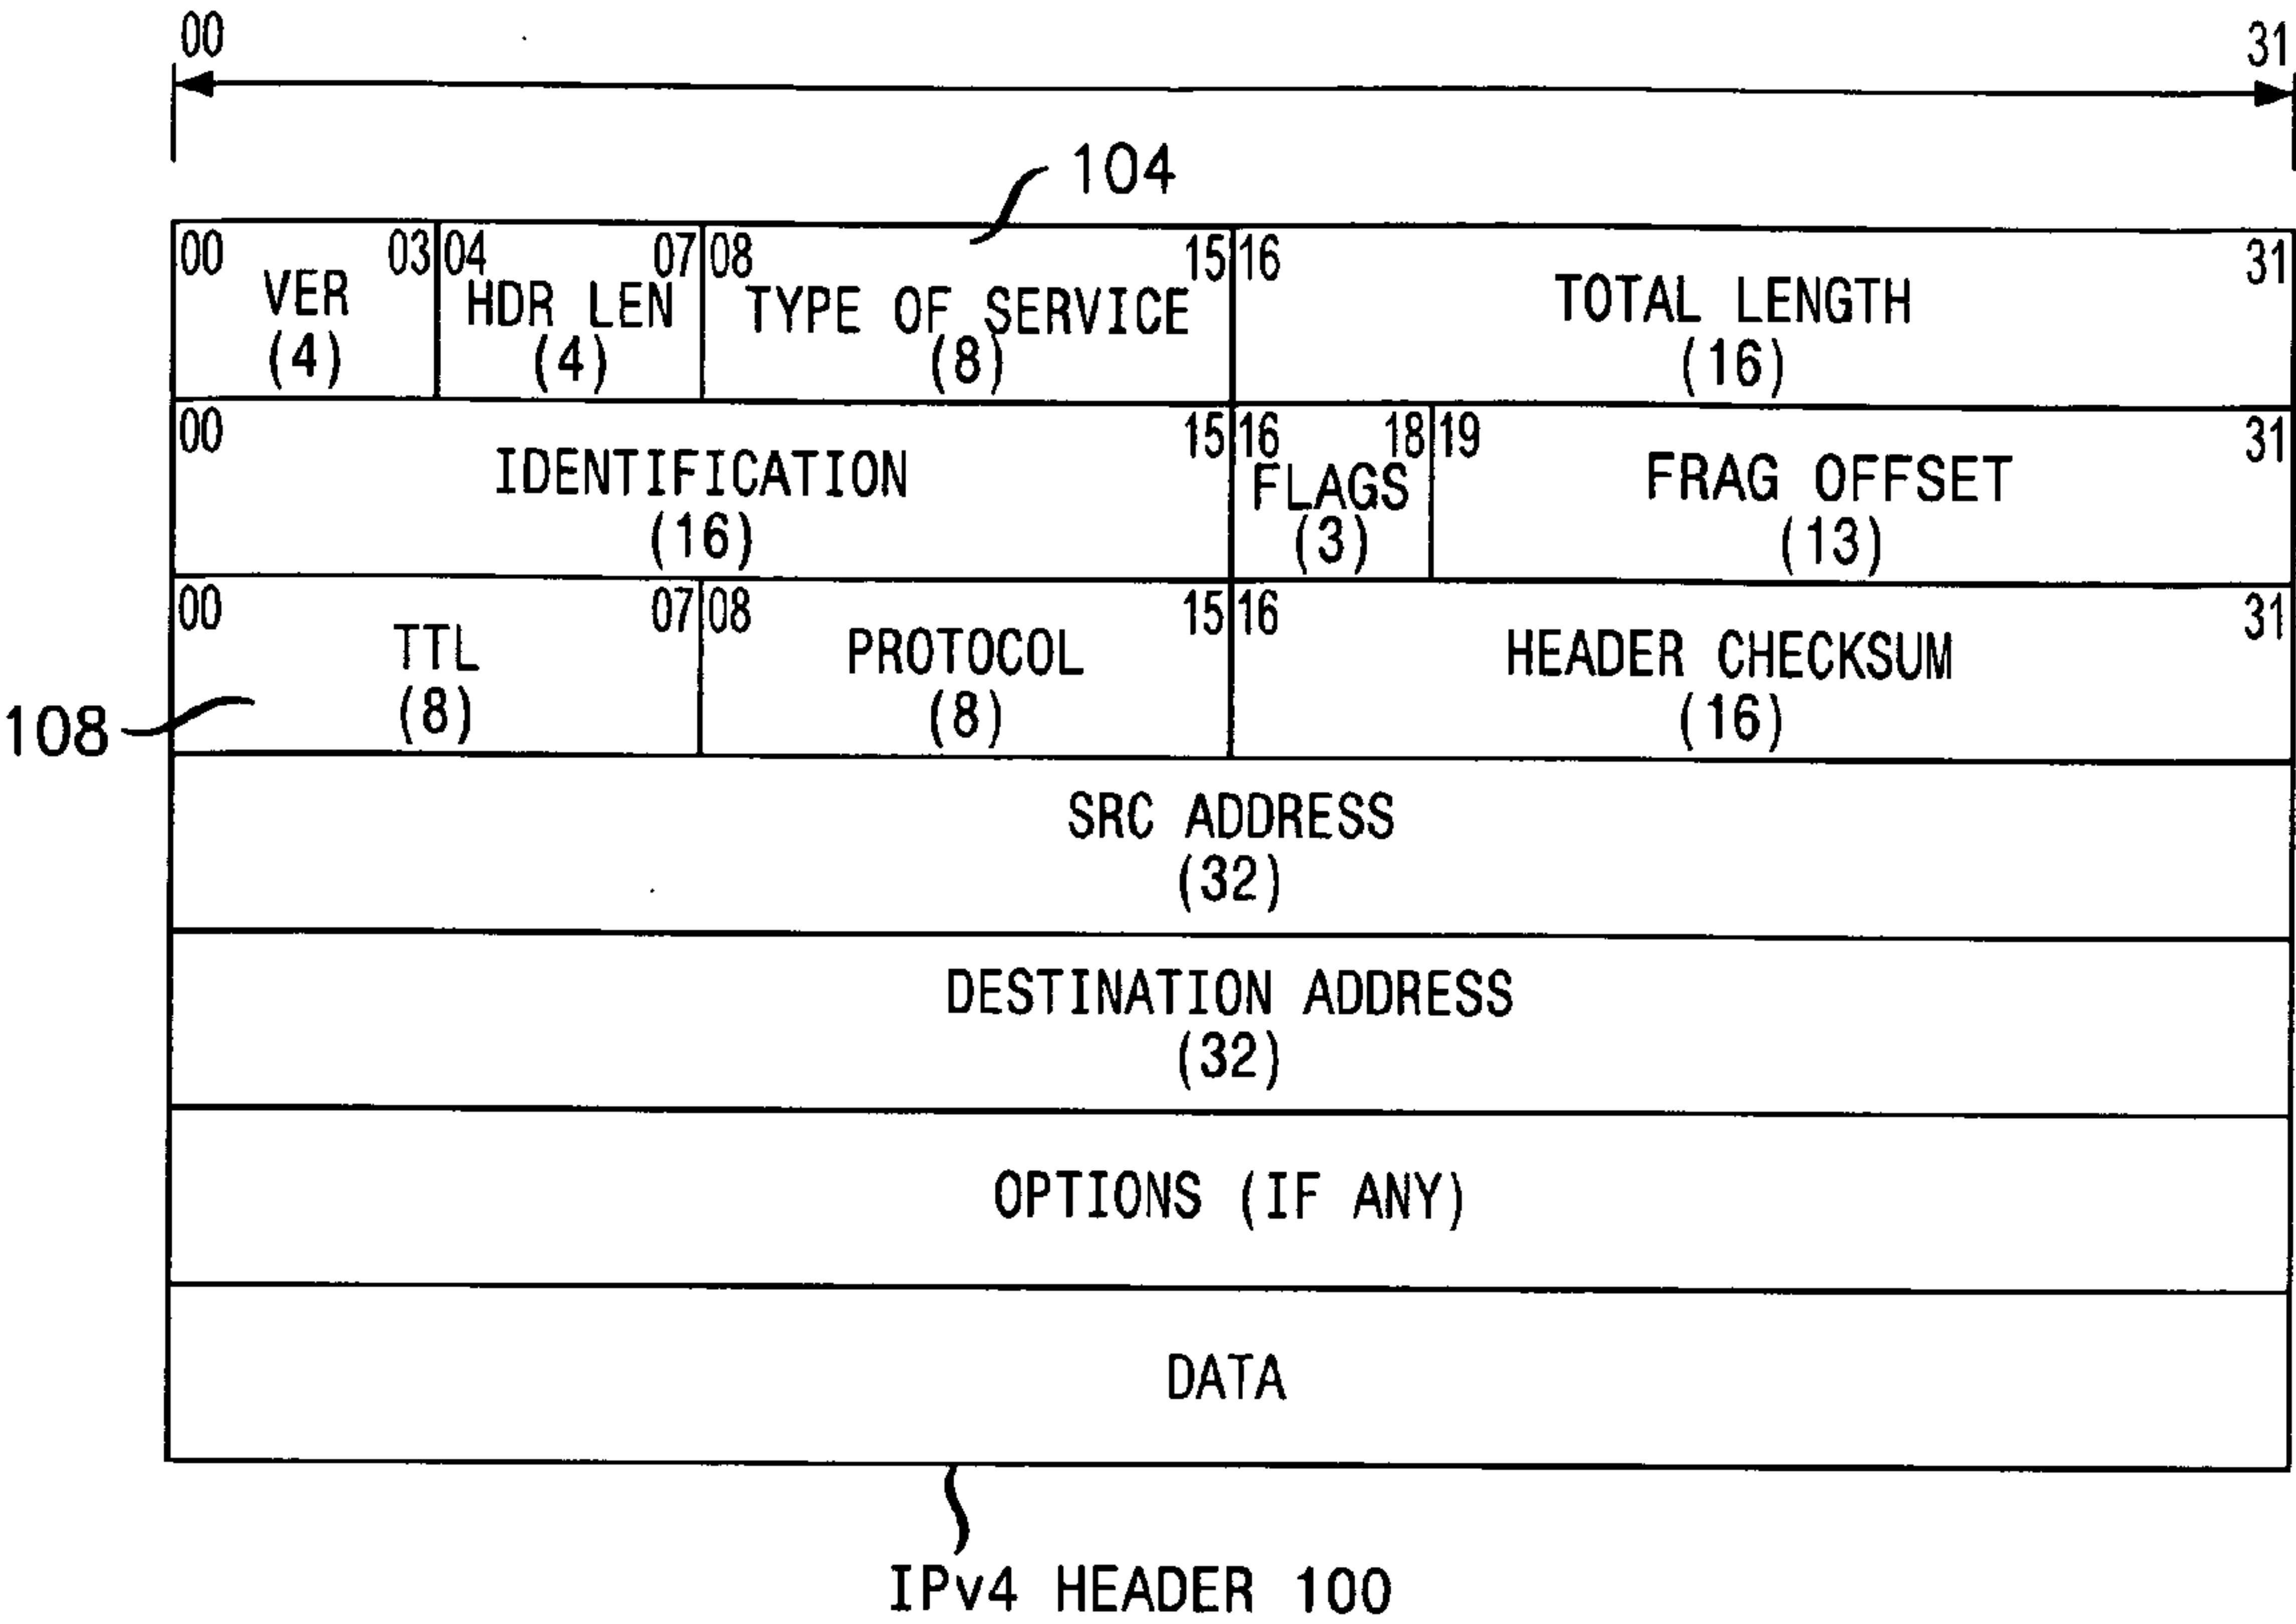 00 31
104
00 03 04 07 08 15 16 31
VER HDR LEN TYPE OF SERVICE TOTAL LENGTH
(4) (4) (8) (16)
00 15 16 18 19 31
IDENTIFICATION FLAGS FRAG OFFSET
(16) (3) (13)
00 07 08 15 16 31
TTL PROTOCOL HEADER CHECKSUM
(8) (8) (16)
108
SRC ADDRESS
(32)
DESTINATION ADDRESS
(32)
OPTIONS (IF ANY)
DATA
IPv4 HEADER 100